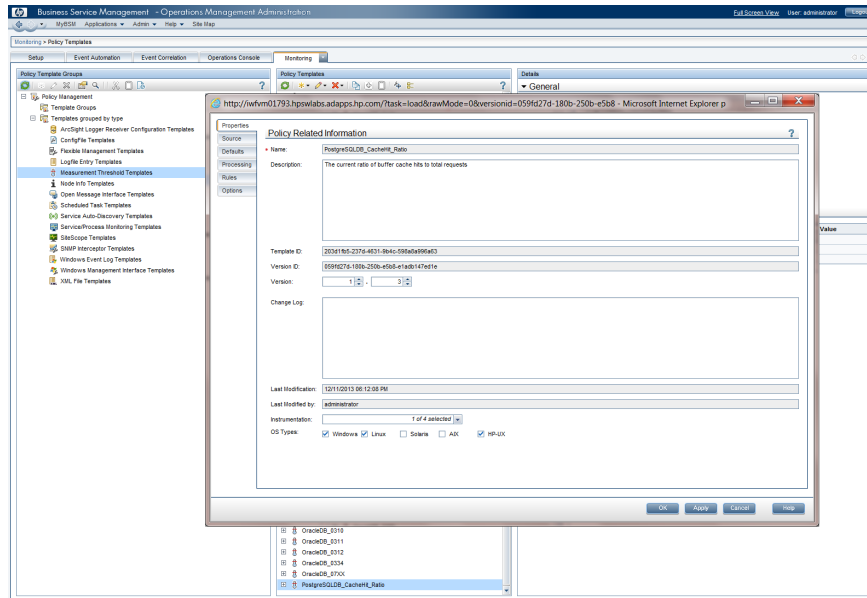 hp Business Service Management - Operations Management Administration
Full Screen View User: administrator
MyBSM Applications Admin Help Site Map
Monitoring > Policy Templates
Setup Event Automation Event Correlation Operations Console Monitoring
Policy Template Groups
Policy Templates
Details
General
Policy Management
Template Groups
Templates grouped by type
ArcSight Logger Receiver Configuration Templates
ConfigFile Templates
Flexible Management Templates
Logfile Entry Templates
Measurement Threshold Templates
Node Info Templates
Open Message Interface Templates
Scheduled Task Templates
Service Auto-Discovery Templates
Service/Process Monitoring Templates
SiteScope Templates
SNMP Interceptor Templates
Windows Event Log Templates
Windows Management Interface Templates
XML File Templates
http://iwfvm01793.hpswlabs.adapps.hp.com/?task=load&rawMode=0&versionid=059fd27d-180b-250b-e5b8 - Microsoft Internet Explorer p
Properties
Source
Defaults
Processing
Rules
Options
Policy Related Information ?
* Name: PostgreSQLDB_CacheHit_Ratio
Description: The current ratio of buffer cache hits to total requests
Template ID: 203d1fb5-237d-4631-9b4c-598a8a996a63
Version ID: 059fd27d-180b-250b-e5b8-e1adb147ed1e
Version: 1 . 3
Change Log:
Last Modification: 12/11/2013 06:12:08 PM
Last Modified by: administrator
Instrumentation: 1 of 4 selected
OS Types: Windows Linux Solaris AIX HP-UX
OK Apply Cancel Help
Value
OracleDB_0310
OracleDB_0311
OracleDB_0312
OracleDB_0334
OracleDB_07XX
PostgreSQLDB_CacheHit_Ratio